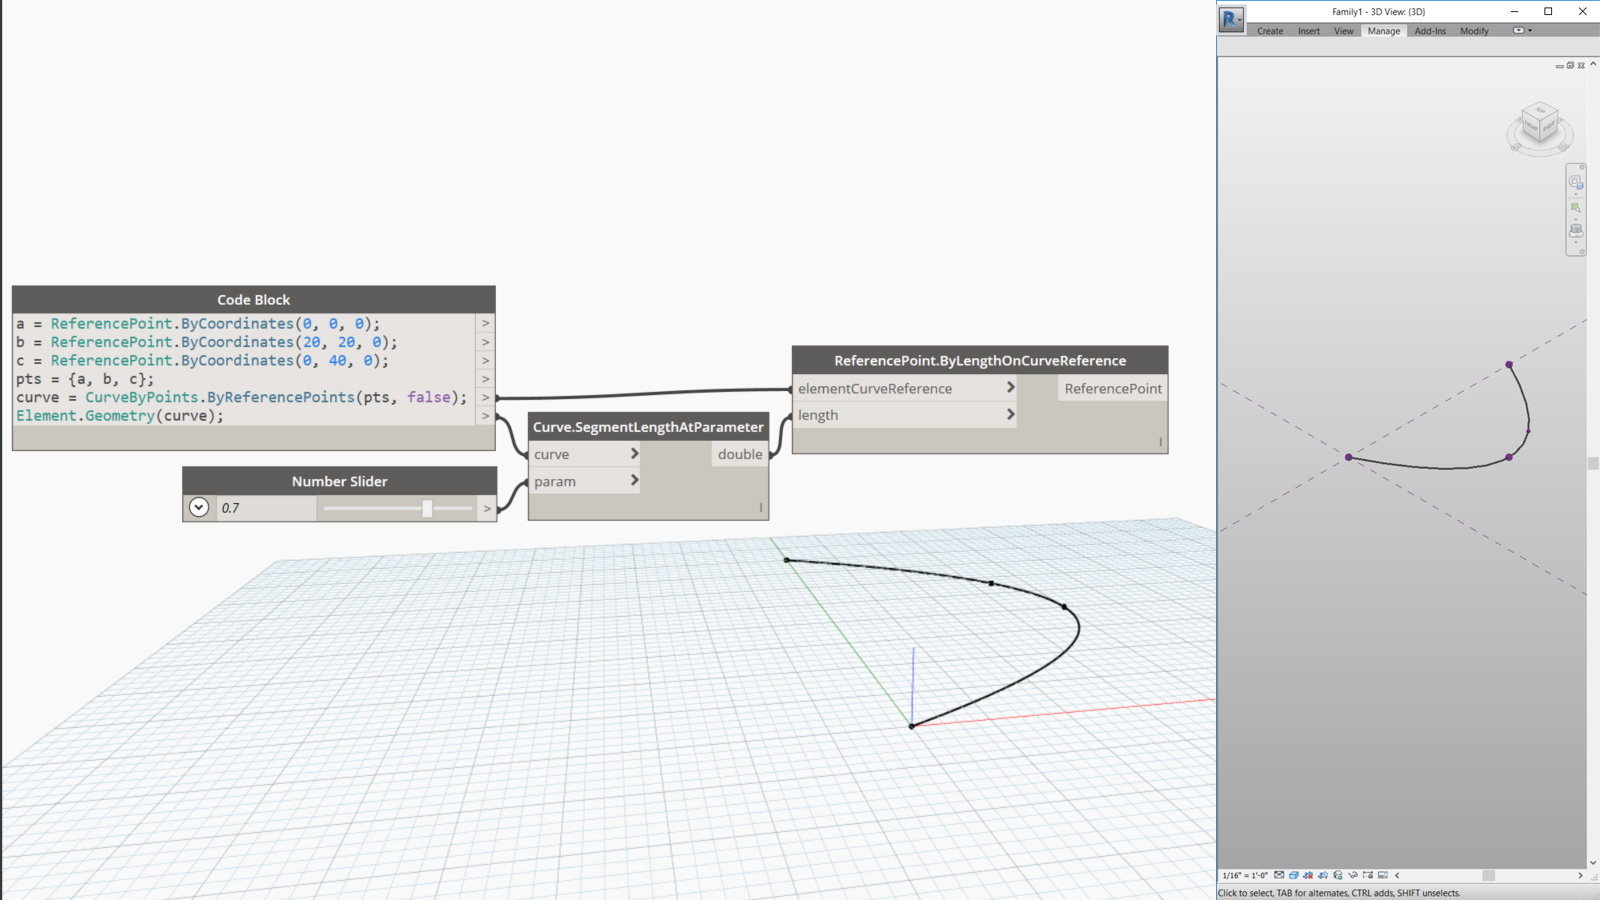 Family1 - 3D View: {3D}
Create Insert View Manage Add-Ins Modify
Code Block
a = ReferencePoint.ByCoordinates(0, 0, 0); >
b = ReferencePoint.ByCoordinates(20, 20, 0); >
c = ReferencePoint.ByCoordinates(0, 40, 0); >
pts = {a, b, c}; >
curve = CurveByPoints.ByReferencePoints(pts, false); >
Element.Geometry(curve); >
Number Slider
0.7 >
Curve.SegmentLengthAtParameter
curve > double
param >
ReferencePoint.ByLengthOnCurveReference
elementCurveReference > ReferencePoint
length >
TOP
1/16" = 1'-0"
Click to select, TAB for alternates, CTRL adds, SHIFT unselects.